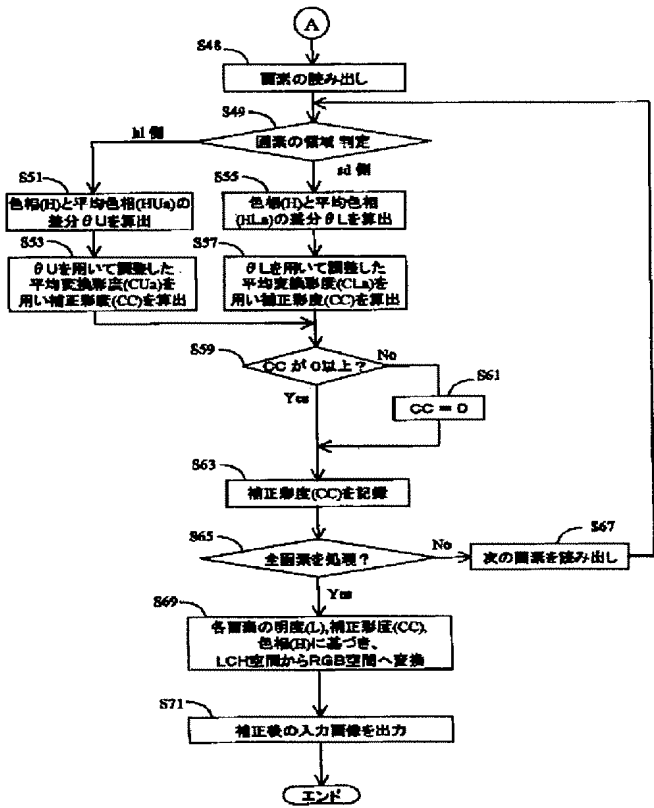 A
S48
画素の読み出し
S49
画素の領域 判定
hl 側
sd 側
S51
色相(H)と平均色相(HUa)の
差分θUを算出
S55
色相(H)と平均色相
(HLa)の差分θLを算出
S53
θUを用いて調整した
平均変換彩度(CUa)を
用い補正彩度(CC)を算出
S57
θLを用いて調整した
平均変換彩度(CLa)を
用い補正彩度(CC)を算出
S59
CC が 0以上？
No
Yes
S61
CC = 0
S63
補正彩度(CC)を記録
S65
全画素を処理？
No
Yes
S67
次の画素を読み出し
S69
各画素の明度(L),補正彩度(CC),
色相(H)に基づき、
LCH空間からRGB空間へ変換
S71
補正後の入力画像を出力
エンド